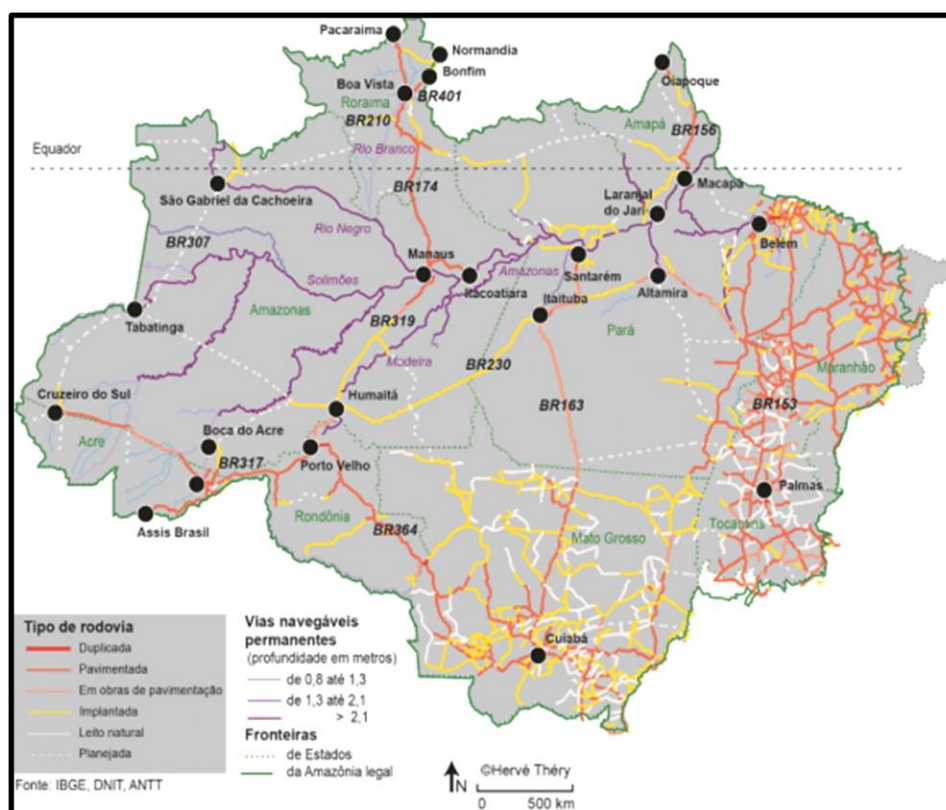 Pacaraima
Normandia
Bonfim
Boa Vista
BR401
Roraima
BR210
Rio Branco
Oiapoque
Amapá
BR156
Equador
São Gabriel da Cachoeira
BR174
Laranjal
do Jari
Macapá
BR307
Rio Negro
Belém
Solimões
Manaus
Itacoatiara
Amazonas
Santarém
Itaituba
Altamira
Tabatinga
Amazonas
BR319
Pará
Madeira
BR230
Maranhão
Cruzeiro do Sul
Humaitá
BR163
BR153
Acre
Boca do Acre
BR317
Porto Velho
Palmas
Assis Brasil
Rondônia
BR364
Mato Grosso
Tocantins
Cuiabá
Tipo de rodovia
Duplicada
Pavimentada
Em obras de pavimentação
Implantada
Leito natural
Planejada
Vias navegáveis
permanentes
(profundidade em metros)
de 0,8 até 1,3
de 1,3 até 2,1
> 2,1
Fronteiras
de Estados
da Amazônia legal
Fonte: IBGE, DNIT, ANTT
N
©Hervé Théry
0 500 km